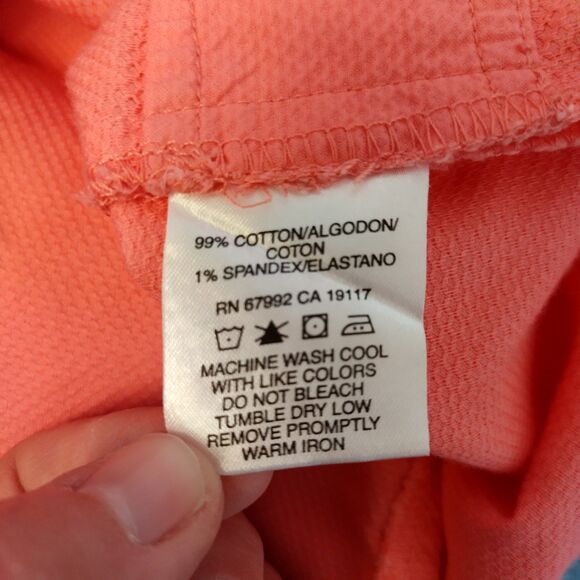 99% COTTON/ALGODON/
COTON
1% SPANDEX/ELASTANO
RN 67992 CA 19117
MACHINE WASH COOL
WITH LIKE COLORS
DO NOT BLEACH
TUMBLE DRY LOW
REMOVE PROMPTLY
WARM IRON